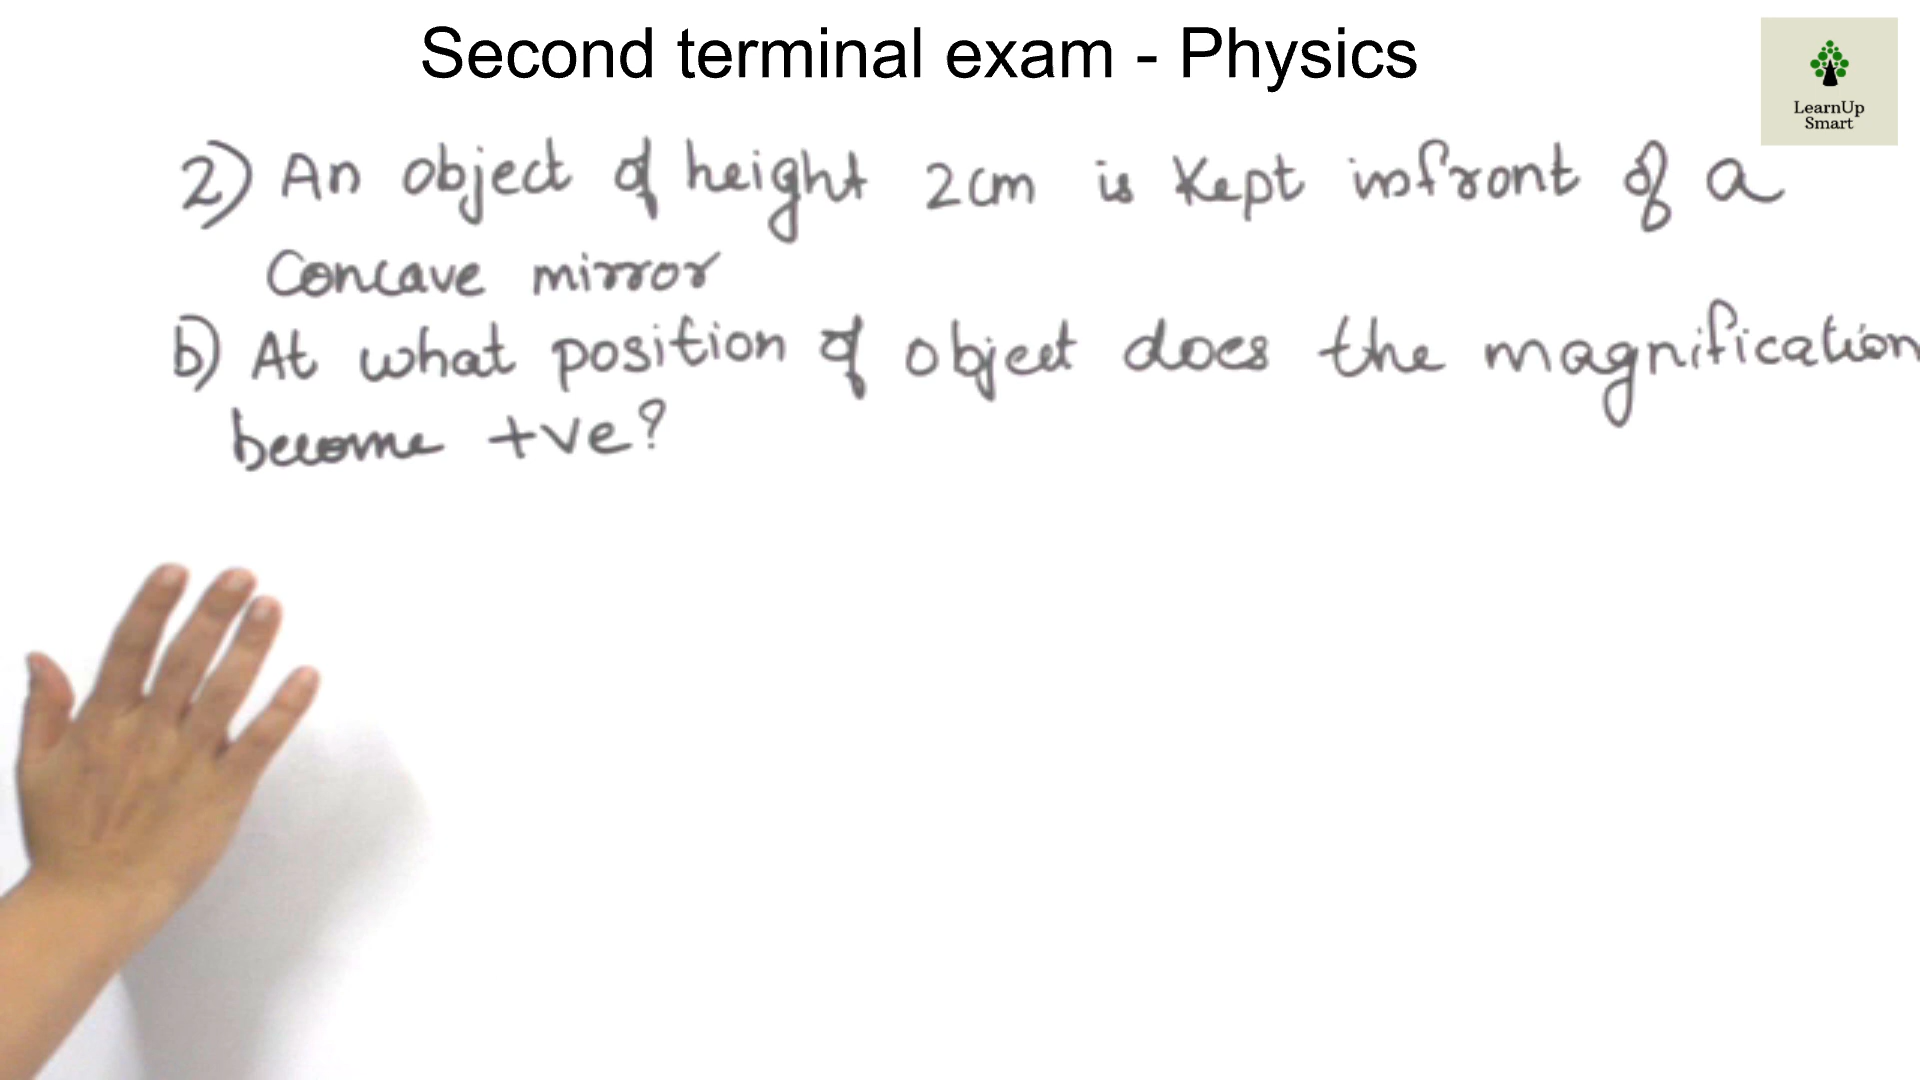 Second terminal exam - Physics
LearnUp
Smart
2) An object of height 2cm is kept infront of a
Concave mirror
b) At what position of object does the magnification
become +ve?